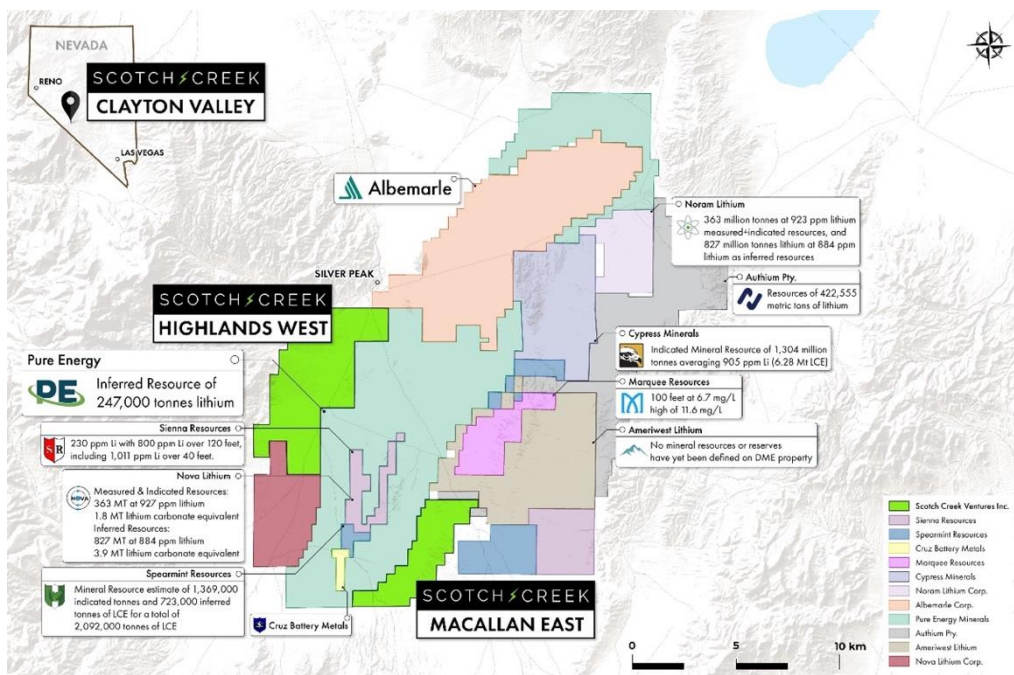 NEVADA
RENO
LAS VEGAS
SCOTCH CREEK
CLAYTON VALLEY
Albemarle
Noram Lithium
363 million tonnes at 923 ppm lithium
measured+indicated resources, and
827 million tonnes lithium at 884 ppm
lithium as inferred resources
SILVER PEAK
Authium Pty.
Resources of 422,555
metric tons of lithium
SCOTCH CREEK
HIGHLANDS WEST
Cypress Minerals
Indicated Mineral Resource of 1,304 million
tonnes averaging 905 ppm Li (6.28 Mt LCE)
Pure Energy
PE
Inferred Resource of
247,000 tonnes lithium
Marquee Resources
100 feet at 6.7 mg/L
high of 11.6 mg/L
Sienna Resources
S R
230 ppm Li with 800 ppm Li over 120 feet,
including 1,011 ppm Li over 40 feet.
Ameriwest Lithium
No mineral resources or reserves
have yet been defined on DME property
Nova Lithium
NOVA
Measured & Indicated Resources:
363 MT at 927 ppm lithium
1.8 MT lithium carbonate equivalent
Inferred Resources:
827 MT at 884 ppm lithium
3.9 MT lithium carbonate equivalent
Spearmint Resources
Mineral Resource estimate of 1,369,000
indicated tonnes and 723,000 inferred
tonnes of LCE for a total of
2,092,000 tonnes of LCE
Cruz Battery Metals
SCOTCH CREEK
MACALLAN EAST
Scotch Creek Ventures Inc.
Sienna Resources
Spearmint Resources
Cruz Battery Metals
Marquee Resources
Cypress Minerals
Noram Lithium Corp.
Albemarle Corp.
Pure Energy Minerals
Authium Pty.
Ameriwest Lithium
Nova Lithium Corp.
0 5 10 km